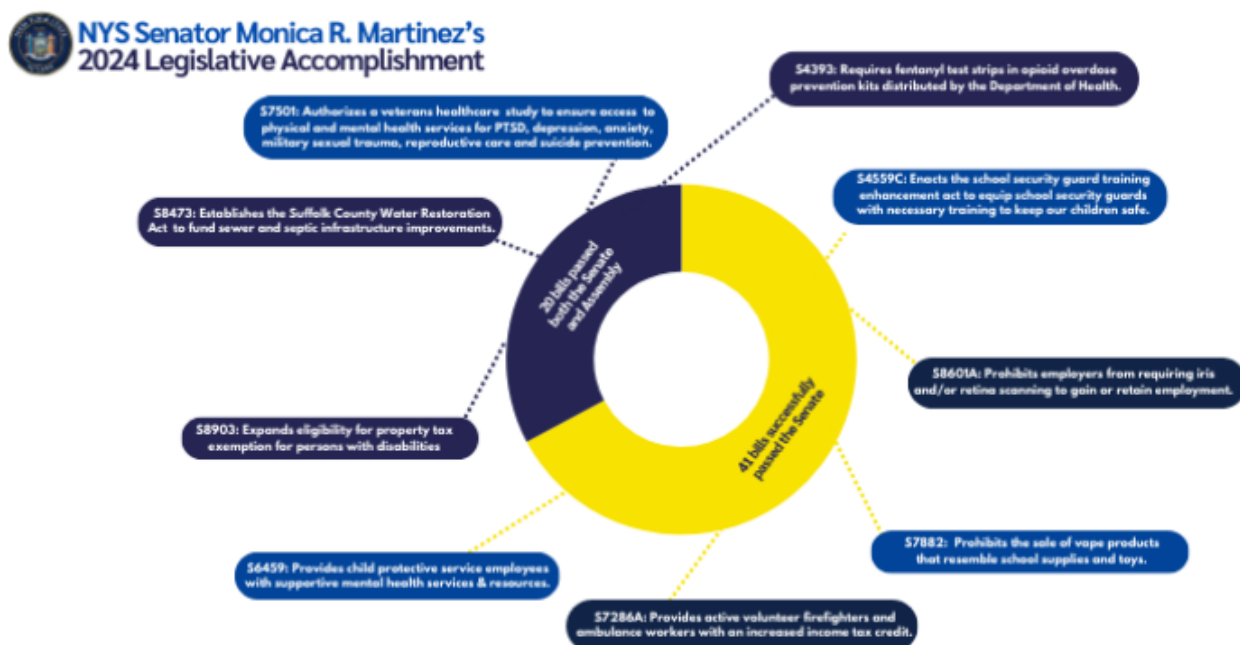 NYS Senator Monica R. Martinez's
2024 Legislative Accomplishment
S4393: Requires fentanyl test strips in opioid overdose
prevention kits distributed by the Department of Health.
S7501: Authorizes a veterans healthcare study to ensure access to
physical and mental health services for PTSD, depression, anxiety,
military sexual trauma, reproductive care and suicide prevention.
S4559C: Enacts the school security guard training
enhancement act to equip school security guards
with necessary training to keep our children safe.
S8473: Establishes the Suffolk County Water Restoration
Act to fund sewer and septic infrastructure improvements.
20 bills passed
both the Senate
and Assembly
S8601A: Prohibits employers from requiring iris
and/or retina scanning to gain or retain employment.
S8903: Expands eligibility for property tax
exemption for persons with disabilities
41 bills successfully
passed the Senate
S7882: Prohibits the sale of vape products
that resemble school supplies and toys.
S6459: Provides child protective service employees
with supportive mental health services & resources.
S7286A: Provides active volunteer firefighters and
ambulance workers with an increased income tax credit.